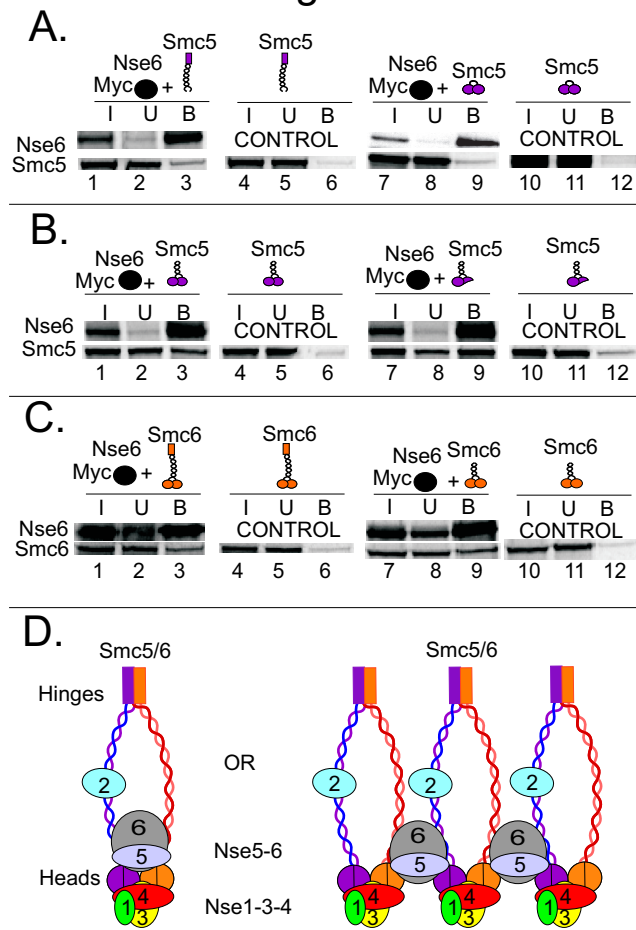 A.
Nse6 Smc5 Smc5 Nse6 Smc5 Smc5
Myc + Myc +
I U B I U B I U B I U B
Nse6 CONTROL CONTROL
Smc5
1 2 3 4 5 6 7 8 9 10 11 12
B.
Nse6 Smc5 Smc5 Nse6 Smc5 Smc5
Myc + Myc +
I U B I U B I U B I U B
Nse6 CONTROL CONTROL
Smc5
1 2 3 4 5 6 7 8 9 10 11 12
C.
Nse6 Smc6 Smc6 Nse6 Smc6 Smc6
Myc + Myc +
I U B I U B I U B I U B
Nse6 CONTROL CONTROL
Smc6
1 2 3 4 5 6 7 8 9 10 11 12
D.
Smc5/6 Smc5/6
Hinges
OR
2 2 2 2
6 6 6
Nse5-6
5 5 5
Heads
4 4 4 4
Nse1-3-4
1 1 1 1
3 3 3 3